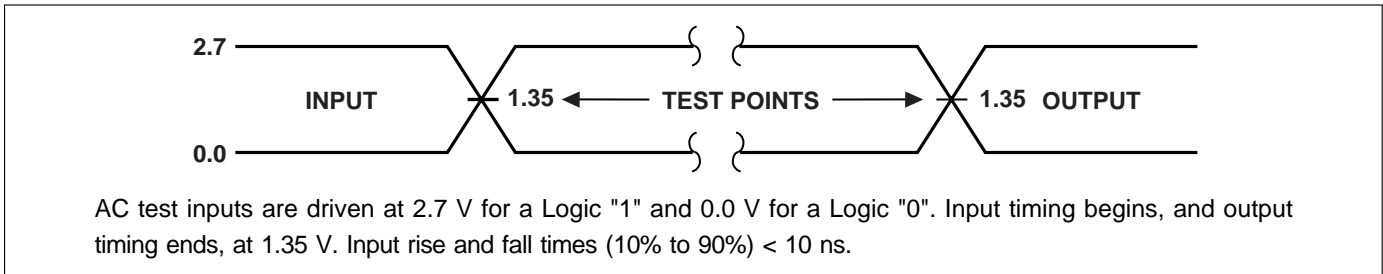 2.7
INPUT 1.35 TEST POINTS 1.35 OUTPUT
0.0
AC test inputs are driven at 2.7 V for a Logic "1" and 0.0 V for a Logic "0". Input timing begins, and output
timing ends, at 1.35 V. Input rise and fall times (10% to 90%) < 10 ns.